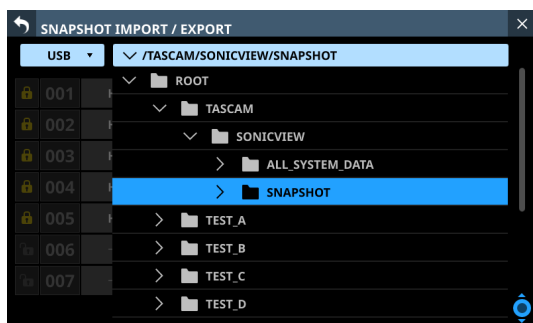 SNAPSHOT IMPORT / EXPORT
USB /TASCAM/SONICVIEW/SNAPSHOT
ROOT
001
TASCAM
002
SONICVIEW
003
ALL_SYSTEM_DATA
004
SNAPSHOT
005
TEST_A
006
TEST_B
007
TEST_C
TEST_D